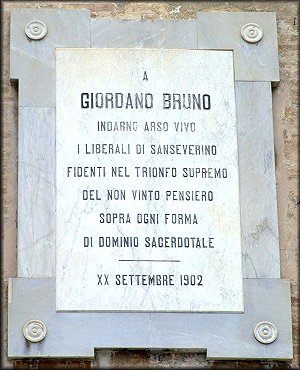 A
GIORDANO BRUNO
INDARNO ARSO VIVO
I LIBERALI DI SANSEVERINO
FIDENTI NEL TRIONFO SUPREMO
DEL NON VINTO PENSIERO
SOPRA OGNI FORMA
DI DOMINIO SACERDOTALE
XX SETTEMBRE 1902